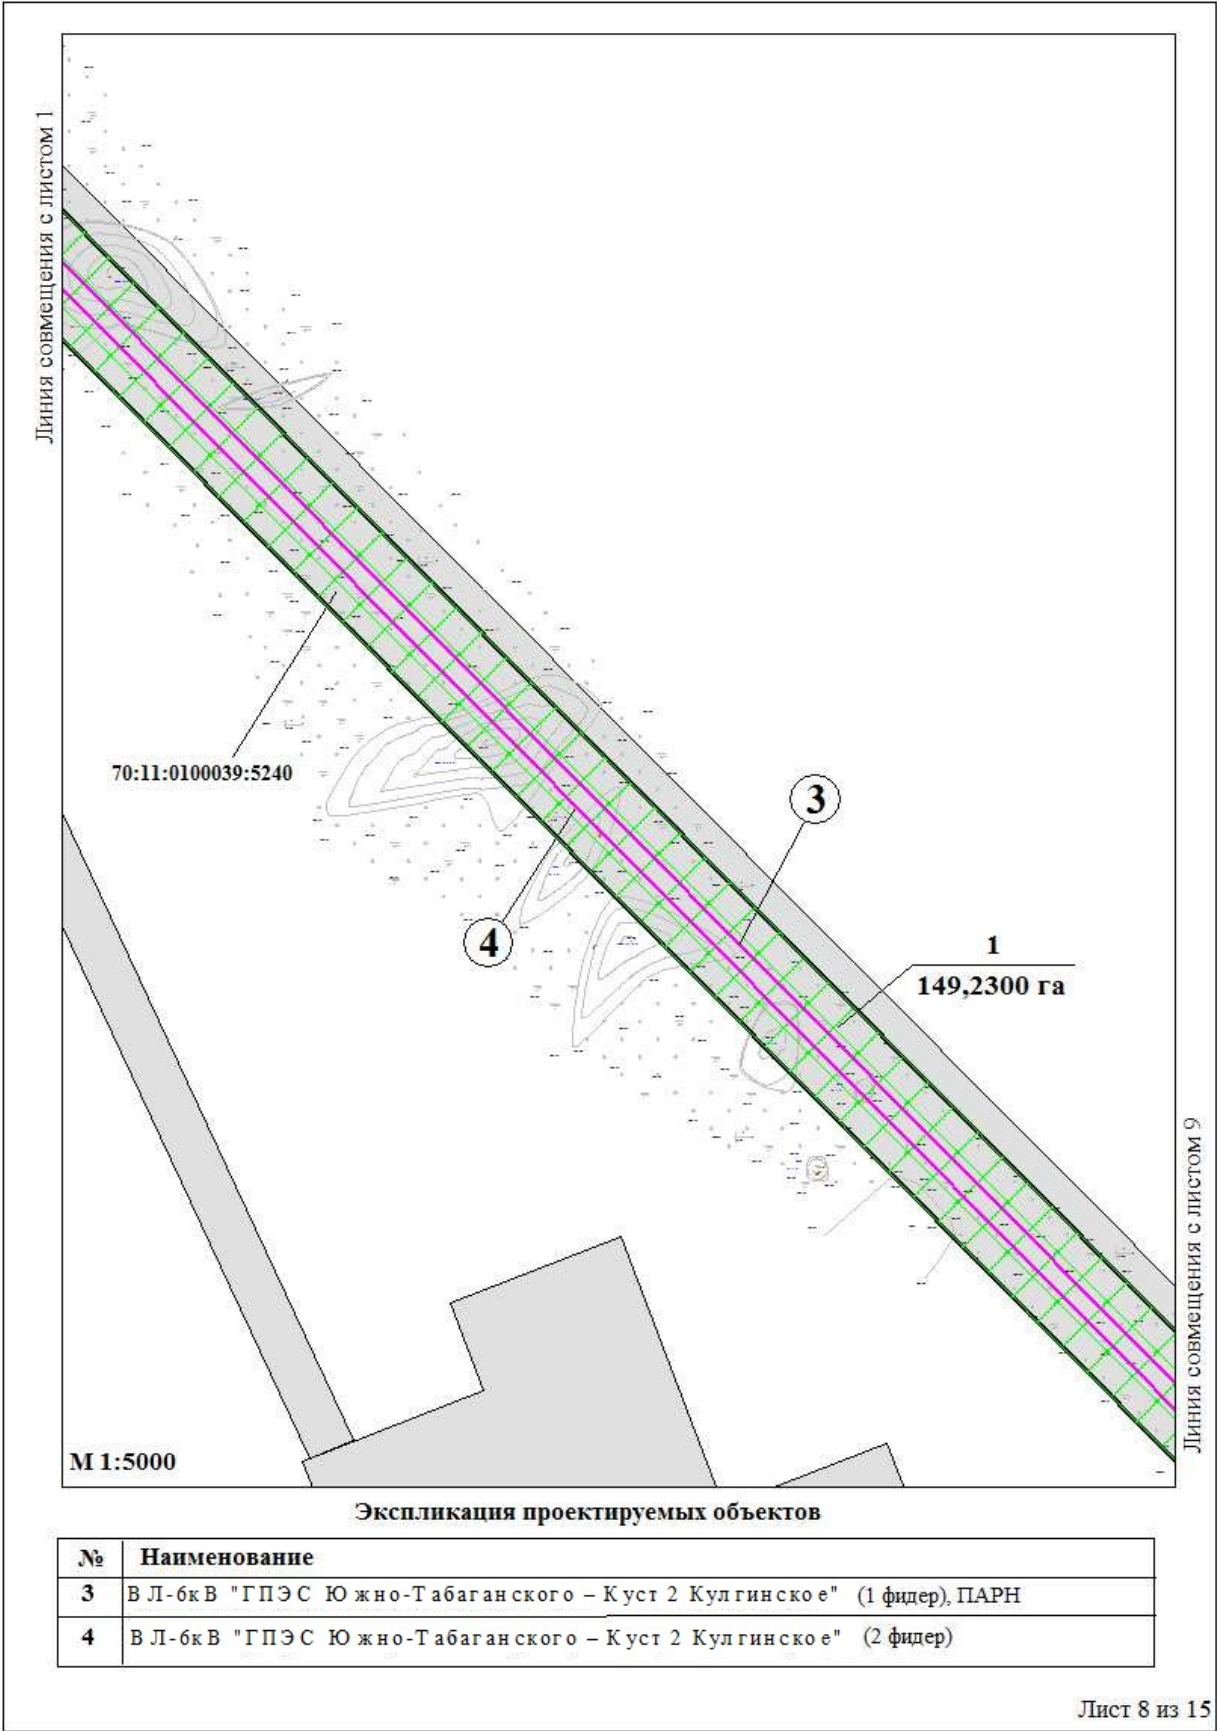 Линия совмещения с листом 1
70:11:0100039:5240
3
4
1
149,2300 га
Линия совмещения с листом 9
М 1:5000
Экспликация проектируемых объектов
№ Наименование
3 ВЛ-6кВ "ГПЭС Южно-Табаганского – Куст 2 Кулгинское" (1 фидер), ПАРН
4 ВЛ-6кВ "ГПЭС Южно-Табаганского – Куст 2 Кулгинское" (2 фидер)
Лист 8 из 15